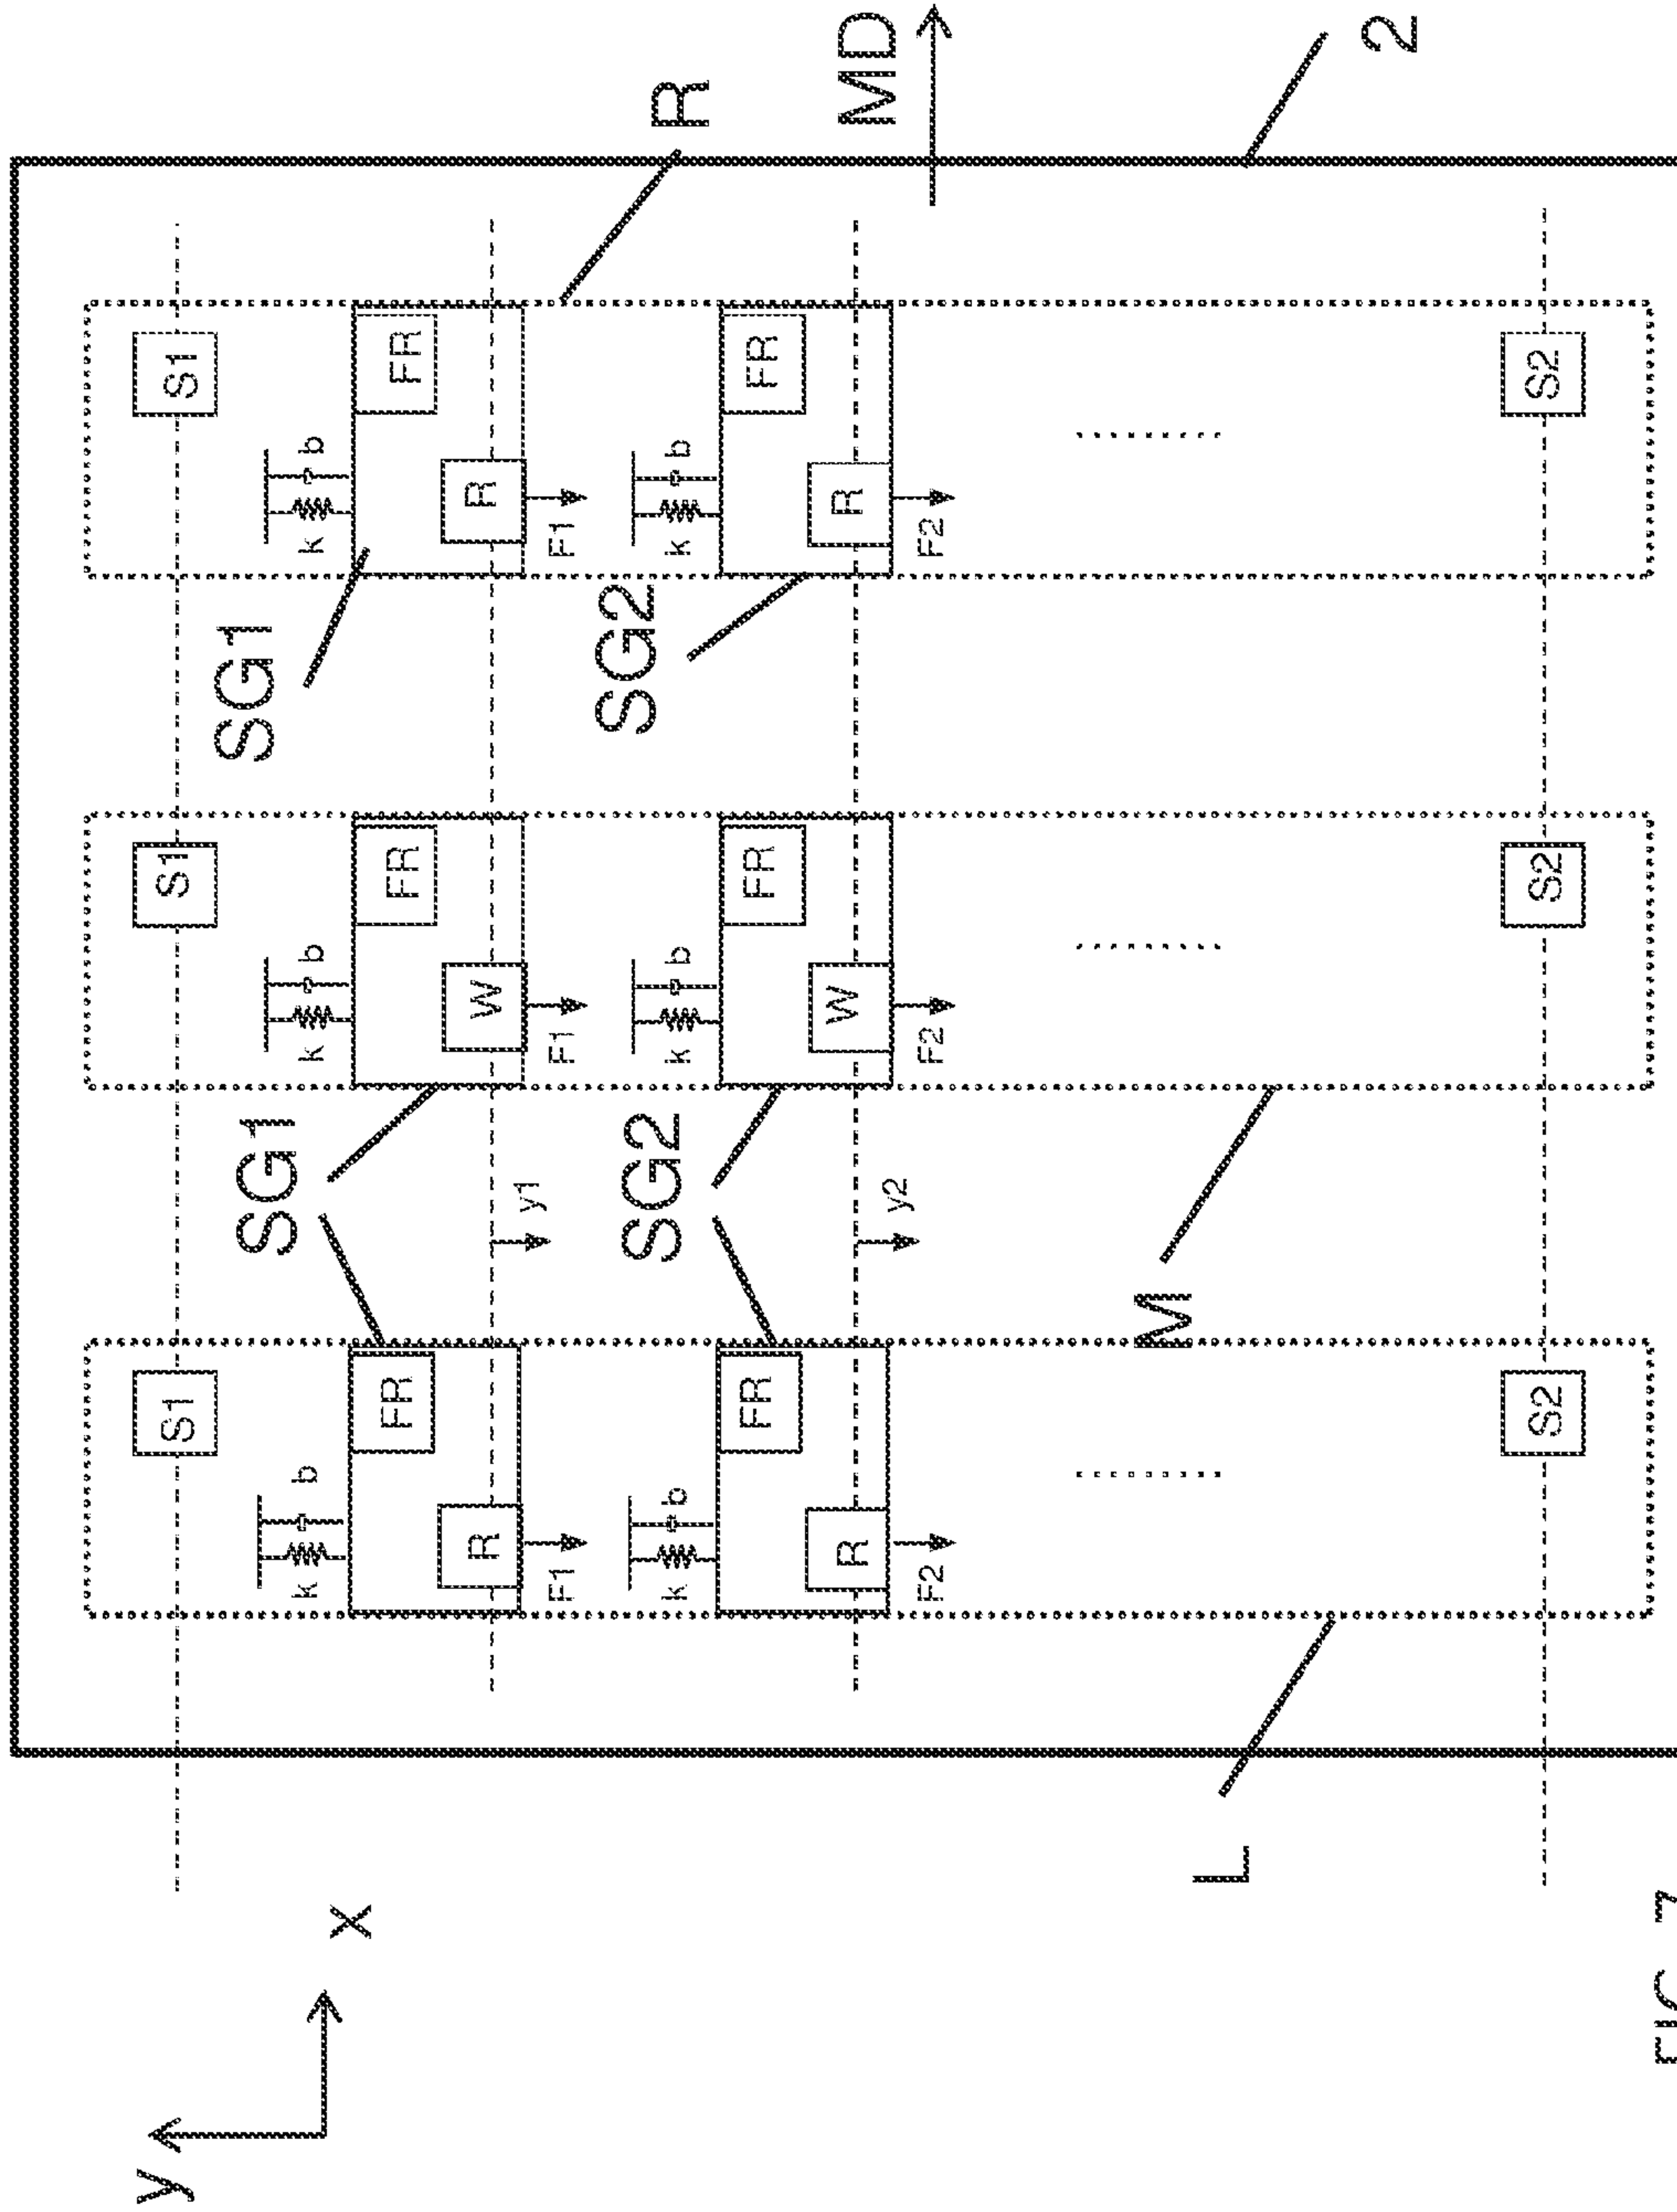 y
S1 S1 S1
SG1
SG1
k b k b k b
x
FR FR FR
R W R
y1
F1 F1 F1
SG2
SG2
k b k b k b
R
FR FR FR
R W R
MD
y2
F2 F2 F2
M
L
2
S2 S2 S2